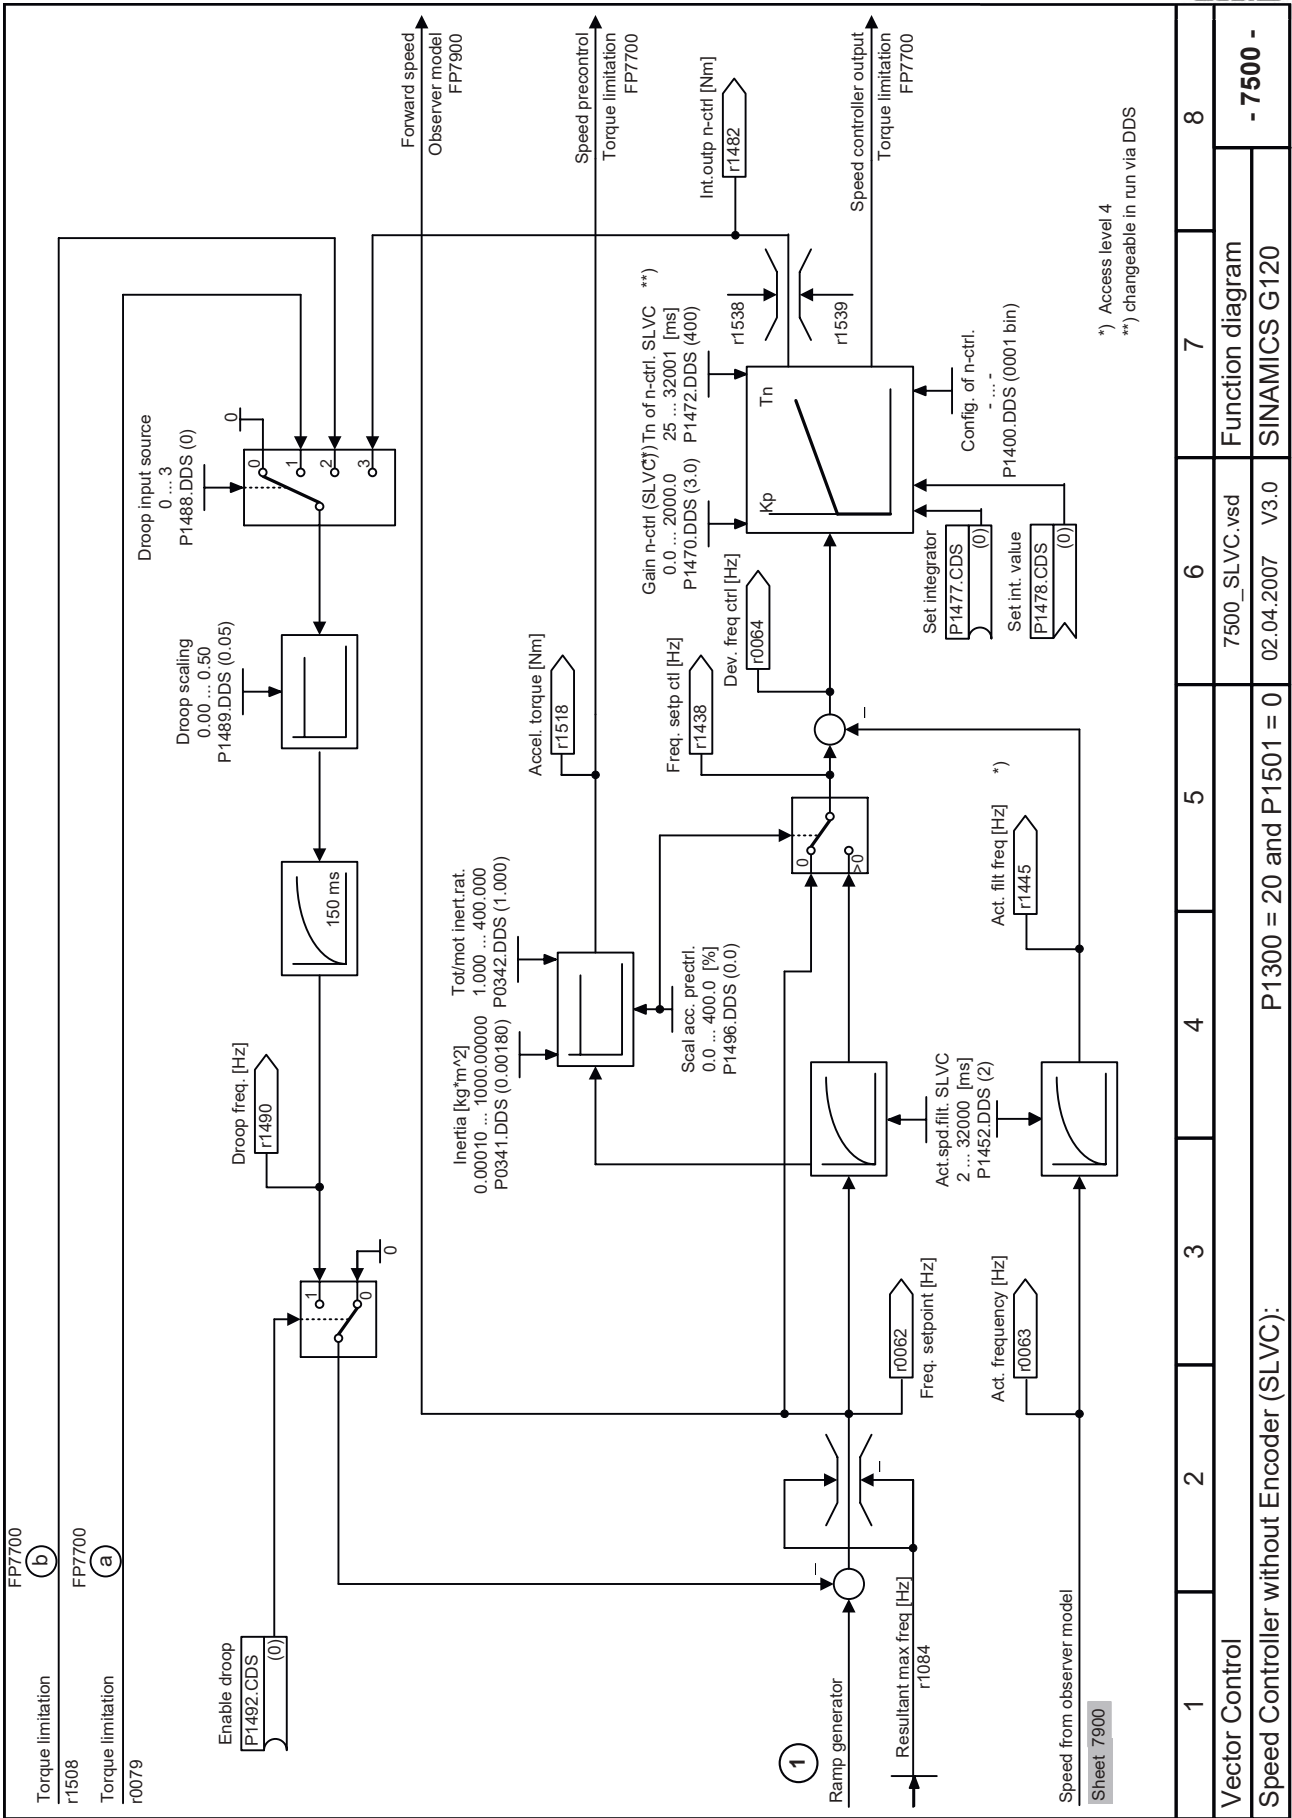 FP7700
b
Torque limitation
r1508
FP7700
a
Torque limitation
r0079
Enable droop
P1492.CDS
(0)
1
0
0
Droop freq. [Hz]
r1490
150 ms
Droop scaling
0.00 ... 0.50
P1489.DDS (0.05)
Droop input source
0 ... 3
P1488.DDS (0)
0
0
1
2
3
Forward speed
Observer model
FP7900
Speed precontrol
Torque limitation
FP7700
Inertia [kg*m^2]
0.00010 ... 1000.00000
P0341.DDS (0.00180)
Tot/mot inert.rat.
1.000 ... 400.000
P0342.DDS (1.000)
Scal acc. prectrl.
0.0 ... 400.0 [%]
P1496.DDS (0.0)
Accel. torque [Nm]
r1518
Freq. setp ctl [Hz]
r1438
Dev. freq ctrl [Hz]
r0064
0
>0
–
Gain n-ctrl (SLVC)
**)
0.0 ... 2000.0
P1470.DDS (3.0)
Tn of n-ctrl. SLVC **)
25 ... 32001 [ms]
P1472.DDS (400)
Kp
Tn
r1538
r1539
Int.outp n-ctrl [Nm]
r1482
Speed controller output
Torque limitation
FP7700
Set integrator
P1477.CDS
(0)
Set int. value
P1478.CDS
(0)
Config. of n-ctrl.
- ... -
P1400.DDS (0001 bin)
1
Ramp generator
–
Resultant max freq [Hz]
r1084
–
r0062
Freq. setpoint [Hz]
Act.spd.filt. SLVC
2 ... 32000 [ms]
P1452.DDS (2)
Speed from observer model
Sheet 7900
Act. frequency [Hz]
r0063
Act. filt freq [Hz] *)
r1445
*) Access level 4
**) changeable in run via DDS
1 2 3 4 5 6 7 8
Vector Control
7500_SLVC.vsd
Function diagram
- 7500 -
Speed Controller without Encoder (SLVC):
P1300 = 20 and P1501 = 0
02.04.2007 V3.0
SINAMICS G120